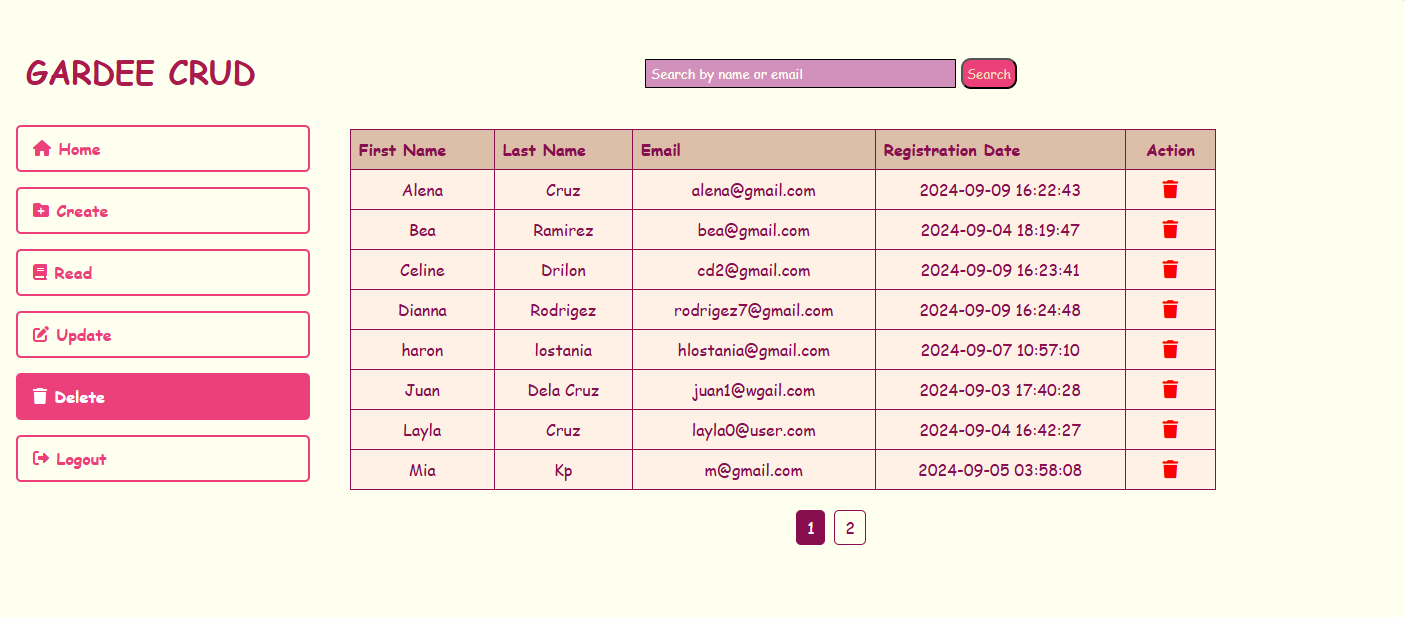 GARDEE CRUD
Search by name or email Search
Home
Create
Read
Update
Delete
Logout
First Name Last Name Email Registration Date Action
Alena Cruz alena@gmail.com 2024-09-09 16:22:43
Bea Ramirez bea@gmail.com 2024-09-04 18:19:47
Celine Drilon cd2@gmail.com 2024-09-09 16:23:41
Dianna Rodrigez rodrigez7@gmail.com 2024-09-09 16:24:48
haron lostania hlostania@gmail.com 2024-09-07 10:57:10
Juan Dela Cruz juan1@wgail.com 2024-09-03 17:40:28
Layla Cruz layla0@user.com 2024-09-04 16:42:27
Mia Kp m@gmail.com 2024-09-05 03:58:08
1 2